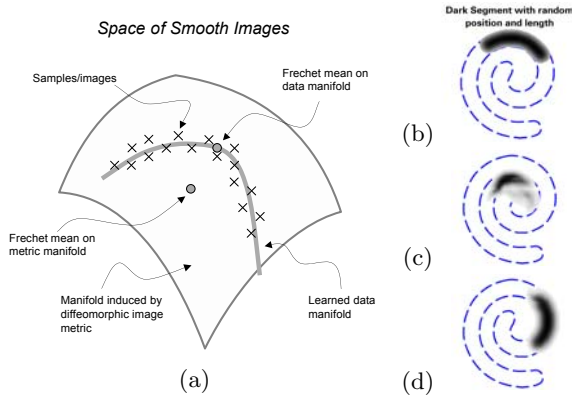 Space of Smooth Images
Samples/images
Frechet mean on
data manifold
Frechet mean on
metric manifold
Manifold induced by
diffeomorphic image
metric
Learned data
manifold
(a)
Dark Segment with random
position and length
(b)
(c)
(d)